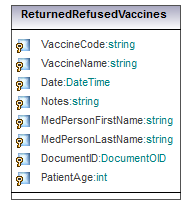 ReturnedRefusedVaccines
VaccineCode:string
VaccineName:string
Date:DateTime
Notes:string
MedPersonFirstName:string
MedPersonLastName:string
DocumentID:DocumentOID
PatientAge:int